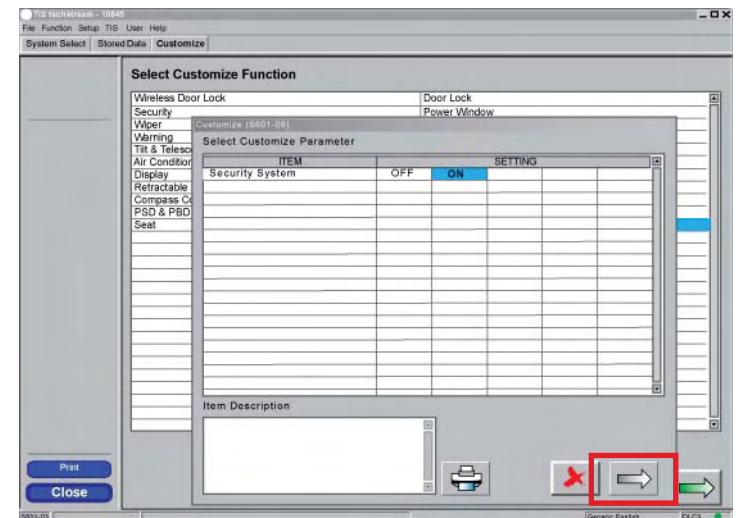 TIS techstream - 10845
File Function Setup TIS User Help
System Select Stored Data Customize
Select Customize Function
Wireless Door Lock Door Lock
Security Power Window
Wiper
Warning
Tilt & Telesco
Air Condition
Display
Retractable
Compass Co
PSD & PBD
Seat
Customize (S601-06)
Select Customize Parameter
ITEM SETTING
Security System OFF ON
Item Description
Print
Close
S601-03 Generic English DLC3